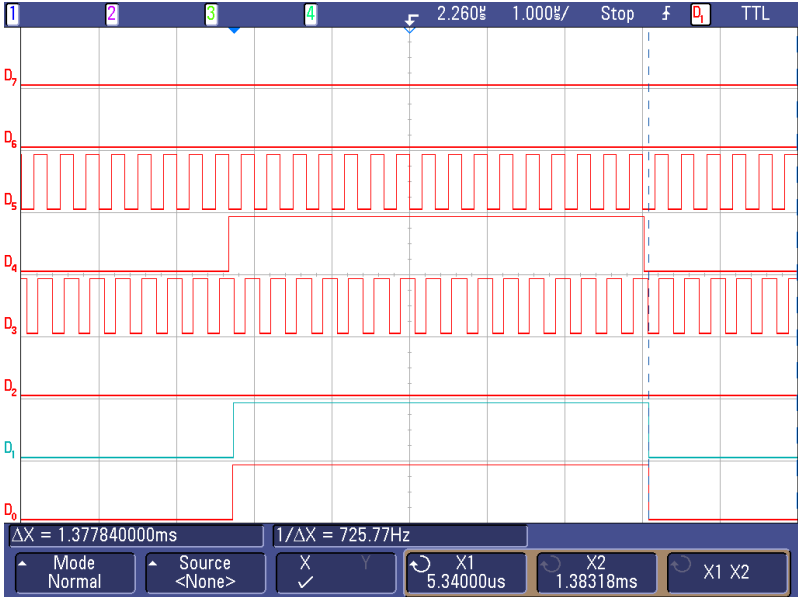 1 2 3 4 2.260s 1.000s/ Stop D1 TTL
D7
D6
D5
D4
D3
D2
D1
D0
ΔX = 1.377840000ms 1/ΔX = 725.77Hz
Mode Source X Y X1 X2 X1 X2
Normal <None> ✓ 5.34000us 1.38318ms